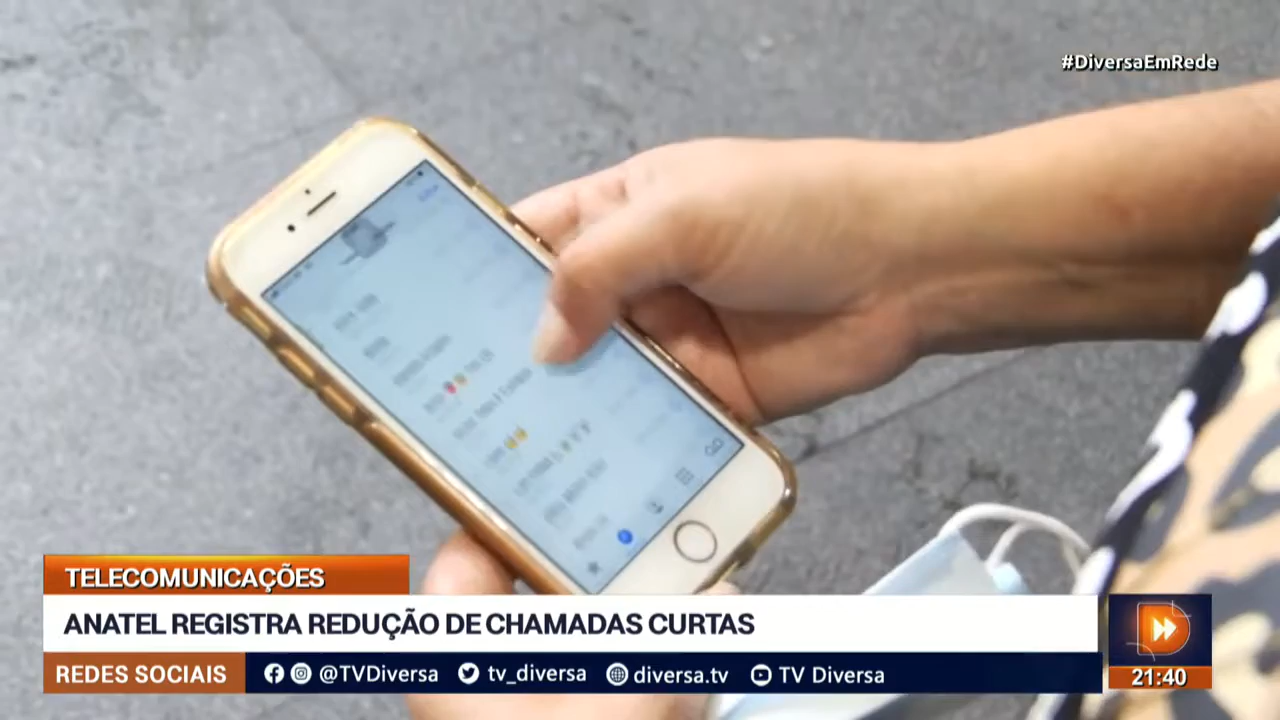 #DiversaEmRede
TELECOMUNICAÇÕES
ANATEL REGISTRA REDUÇÃO DE CHAMADAS CURTAS
REDES SOCIAIS
@TVDiversa tv_diversa diversa.tv TV Diversa
21:40